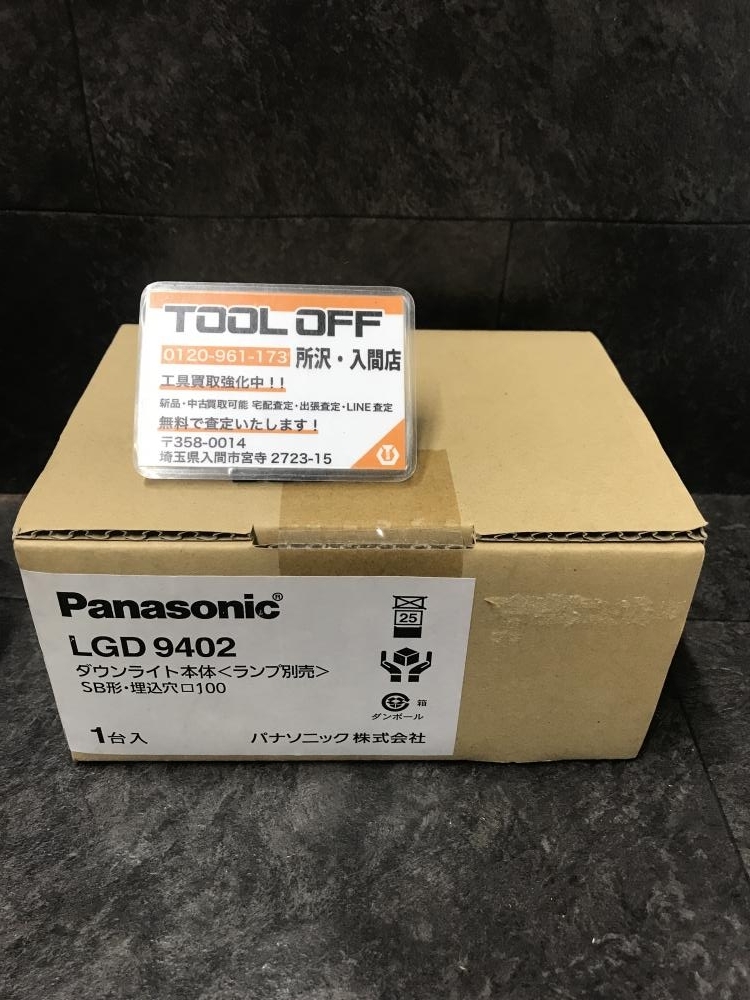 TOOL OFF
0120-961-173 所沢・入間店
工具買取強化中!!
新品・中古買取可能 宅配査定・出張査定・LINE査定
無料で査定いたします!
〒358-0014
埼玉県入間市宮寺 2723-15
Panasonic®
LGD 9402
ダウンライト本体<ランプ別売>
SB形・埋込穴□100
1台入
パナソニック株式会社
25
箱
ダンボール